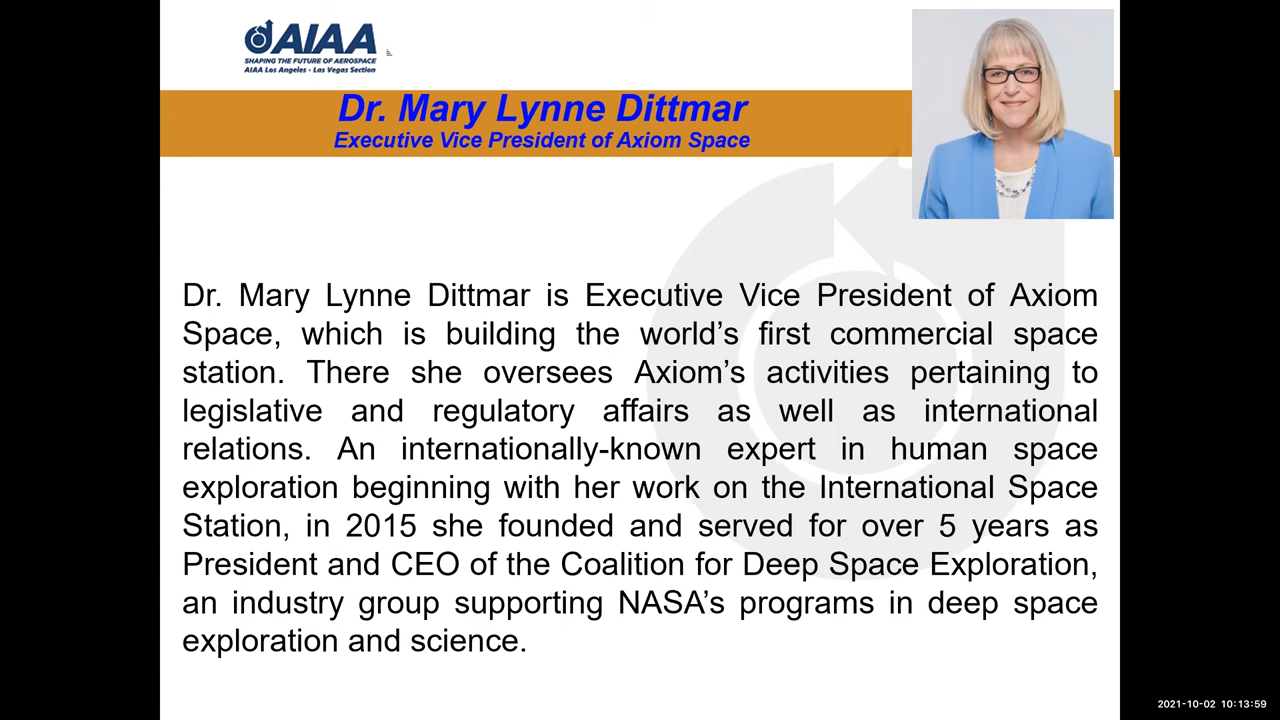 AIAA
SHAPING THE FUTURE OF AEROSPACE
AIAA Los Angeles - Las Vegas Section
Dr. Mary Lynne Dittmar
Executive Vice President of Axiom Space
Dr. Mary Lynne Dittmar is Executive Vice President of Axiom
Space, which is building the world’s first commercial space
station. There she oversees Axiom’s activities pertaining to
legislative and regulatory affairs as well as international
relations. An internationally-known expert in human space
exploration beginning with her work on the International Space
Station, in 2015 she founded and served for over 5 years as
President and CEO of the Coalition for Deep Space Exploration,
an industry group supporting NASA’s programs in deep space
exploration and science.
2021-10-02 10:13:59